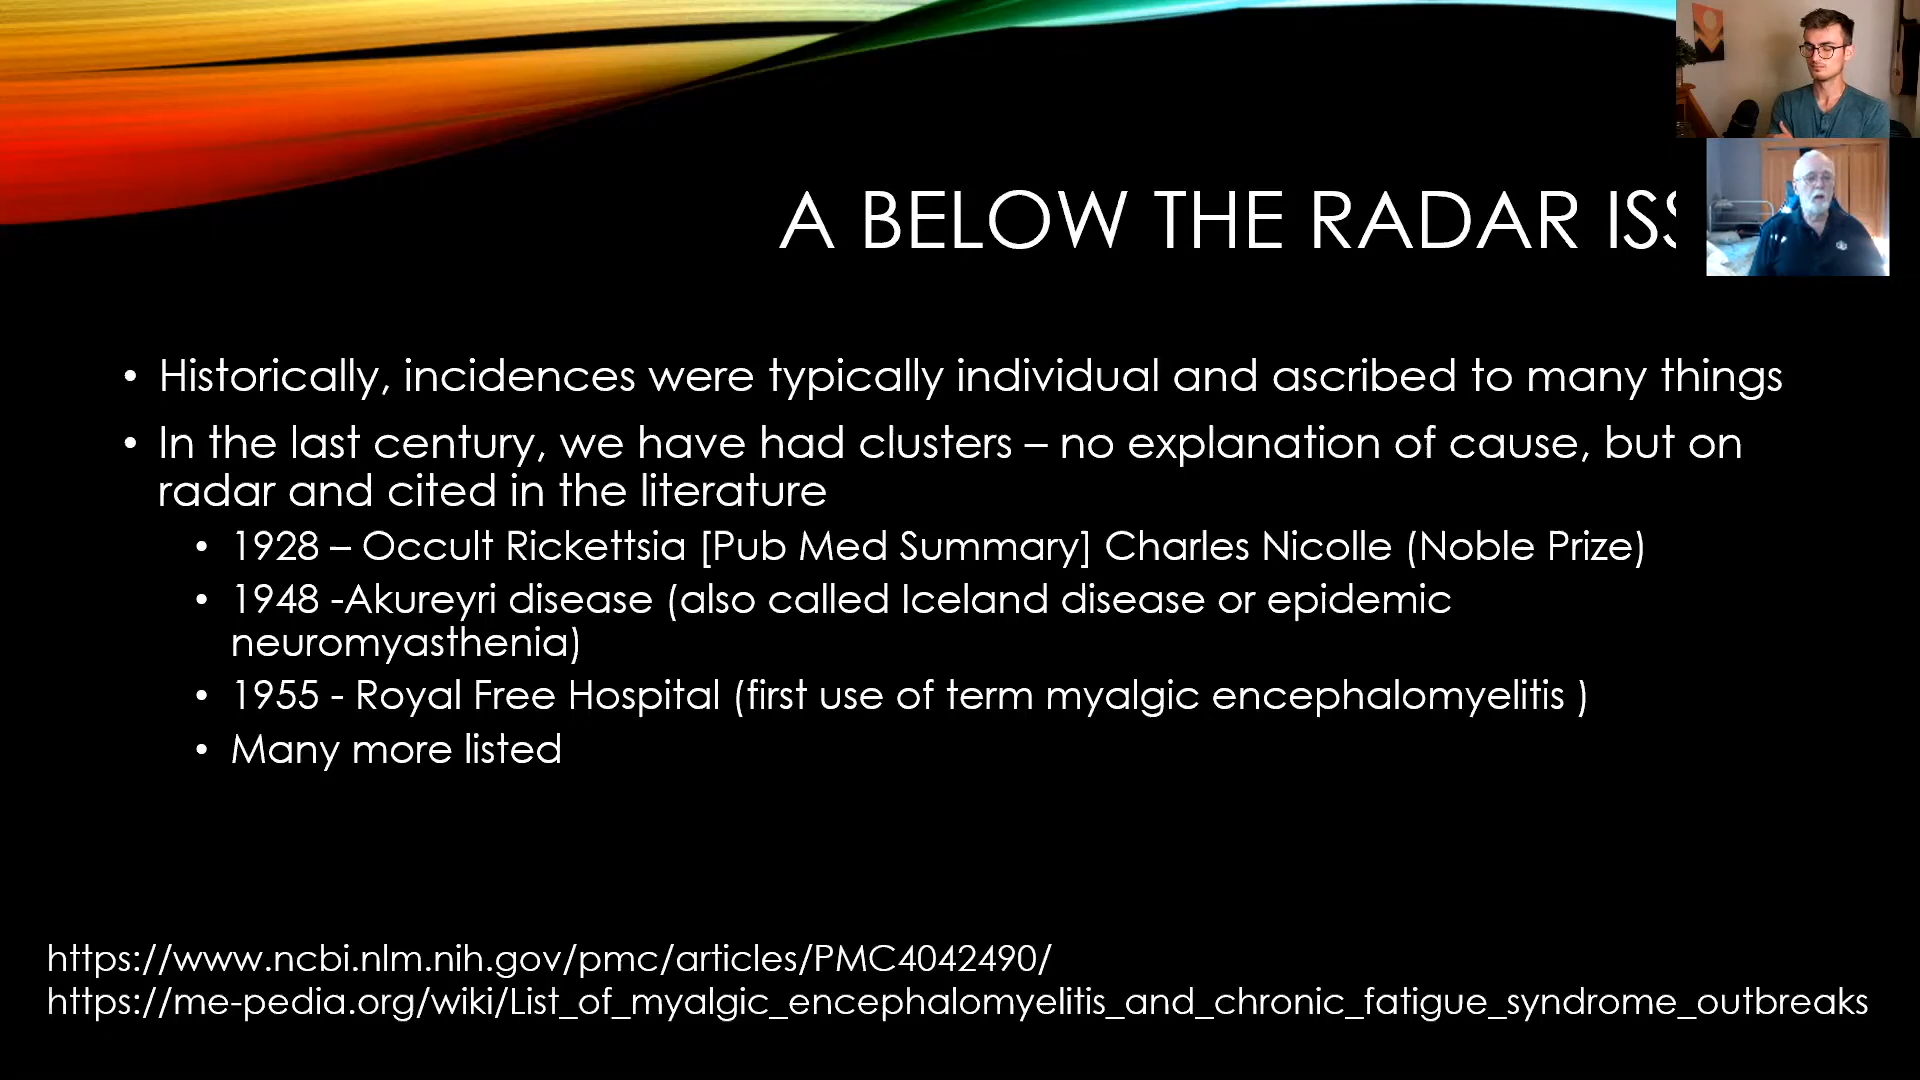 A BELOW THE RADAR ISS
• Historically, incidences were typically individual and ascribed to many things
• In the last century, we have had clusters – no explanation of cause, but on
radar and cited in the literature
• 1928 – Occult Rickettsia [Pub Med Summary] Charles Nicolle (Noble Prize)
• 1948 -Akureyri disease (also called Iceland disease or epidemic
neuromyasthenia)
• 1955 - Royal Free Hospital (first use of term myalgic encephalomyelitis )
• Many more listed
https://www.ncbi.nlm.nih.gov/pmc/articles/PMC4042490/
https://me-pedia.org/wiki/List_of_myalgic_encephalomyelitis_and_chronic_fatigue_syndrome_outbreaks